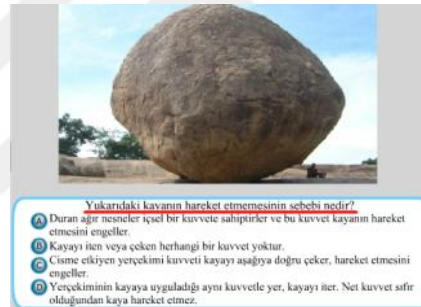 Yukarıdaki kayanın hareket etmemesinin sebebi nedir?
A Duran ağır nesneler içsel bir kuvvete sahiptirler ve bu kuvvet kayanın hareket
etmesini engeller.
B Kayayı iten veya çeken herhangi bir kuvvet yoktur.
C Cisme etkiyen yerçekimi kuvveti kayayı aşağıya doğru çeker, hareket etmesini
engeller.
D Yerçekiminin kayaya uyguladığı aynı kuvvetle yer, kayayı iter. Net kuvvet sıfır
olduğundan kaya hareket etmez.